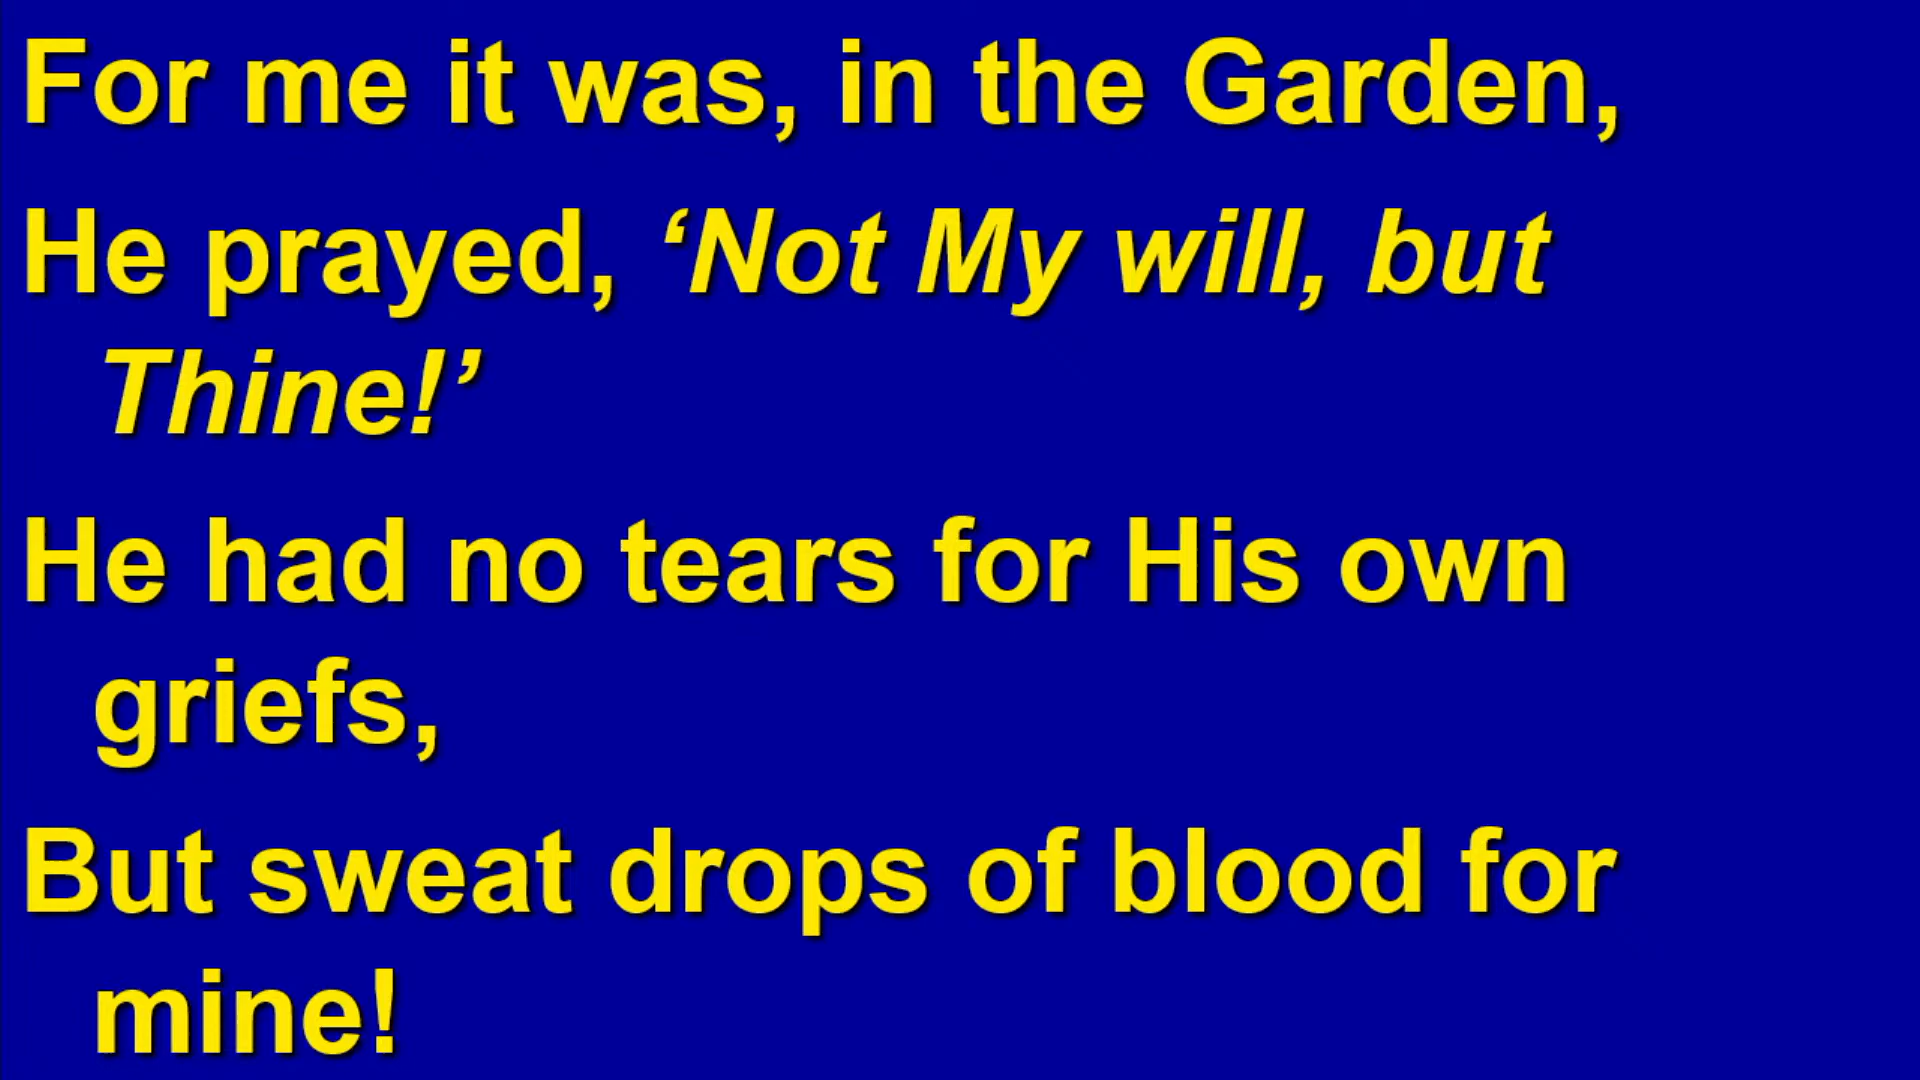 For me it was, in the Garden,
He prayed, ‘Not My will, but
Thine!’
He had no tears for His own
griefs,
But sweat drops of blood for
mine!